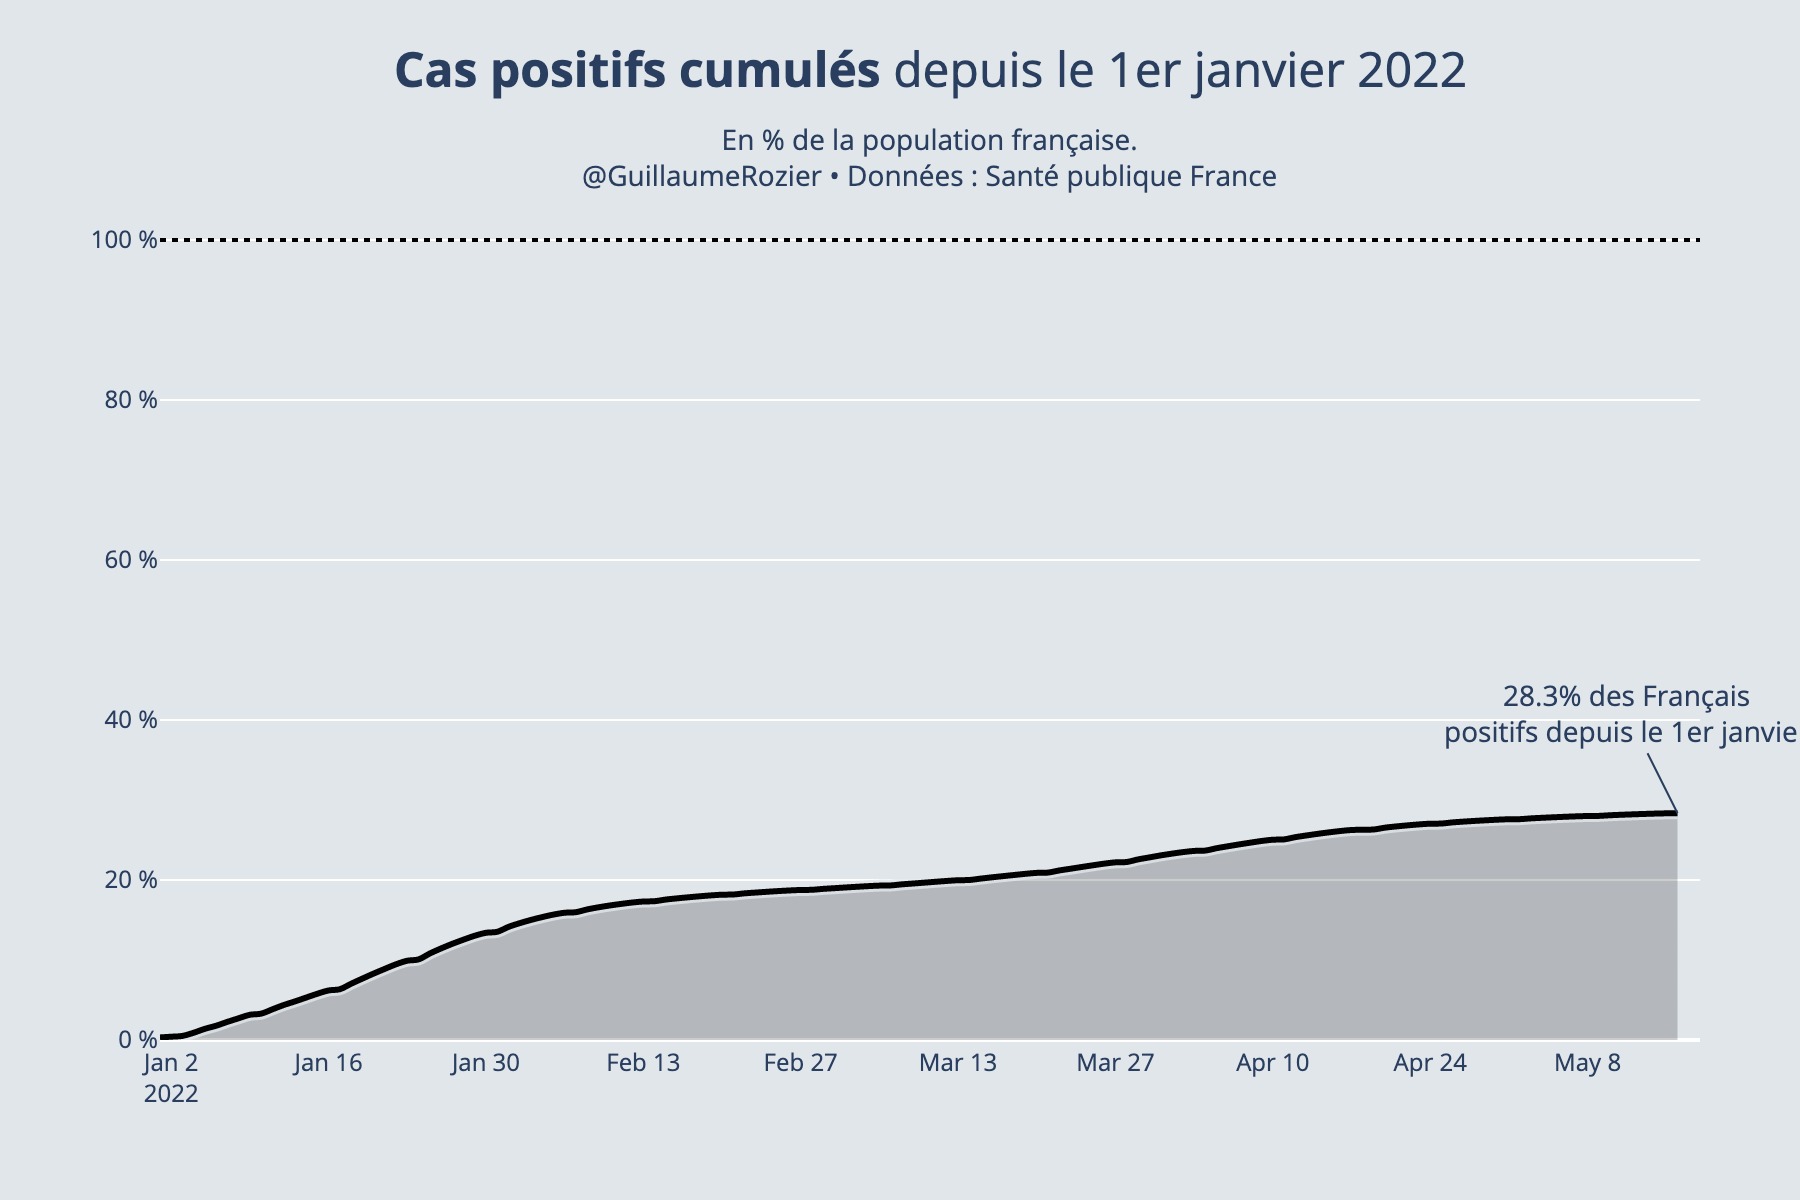 Cas positifs cumulés depuis le 1er janvier 2022
En % de la population française.
@GuillaumeRozier • Données : Santé publique France
100 %
80 %
60 %
40 %
20 %
0 %
28.3% des Français
positifs depuis le 1er janvie
Jan 2 Jan 16 Jan 30 Feb 13 Feb 27 Mar 13 Mar 27 Apr 10 Apr 24 May 8
2022